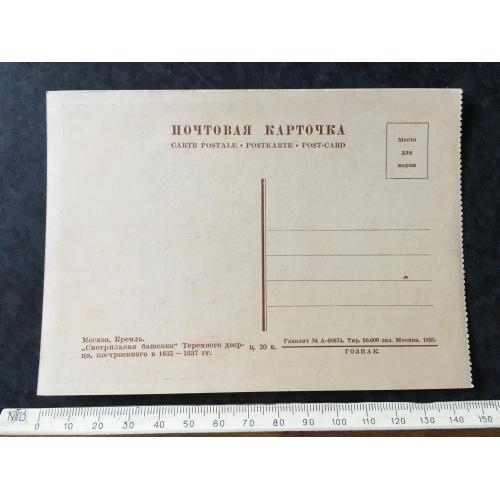 ПОЧТОВАЯ КАРТОЧКА
CARTE POSTALE • POSTKARTE • POST-CARD
Место
для
марки
Москва, Кремль.
„Смотрильная башенка" Теремного двор-
ца, построенного в 1635 — 1637 гг.
ц. 20 к.
Главлит № А-60874. Тир. 50.000 экз. Москва, 1935.
ГОЗНАК.
0 10 20 30 40 50 60 70 80 90 100 110 120 130 140 150